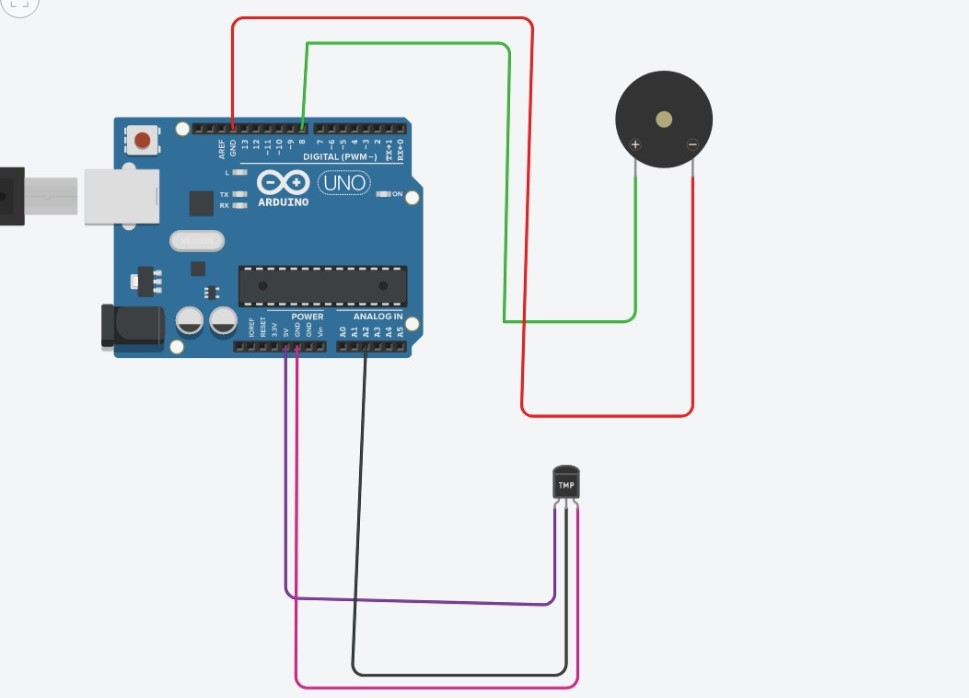 AREF
GND
13
12
~11
~10
~9
8
7
~6
~5
4
~3
2
TX→1
RX←0
DIGITAL (PWM~)
L
TX
RX
UNO
ON
ARDUINO
+
−
POWER
ANALOG IN
IOREF
RESET
3.3V
5V
GND
GND
Vin
A0
A1
A2
A3
A4
A5
TMP